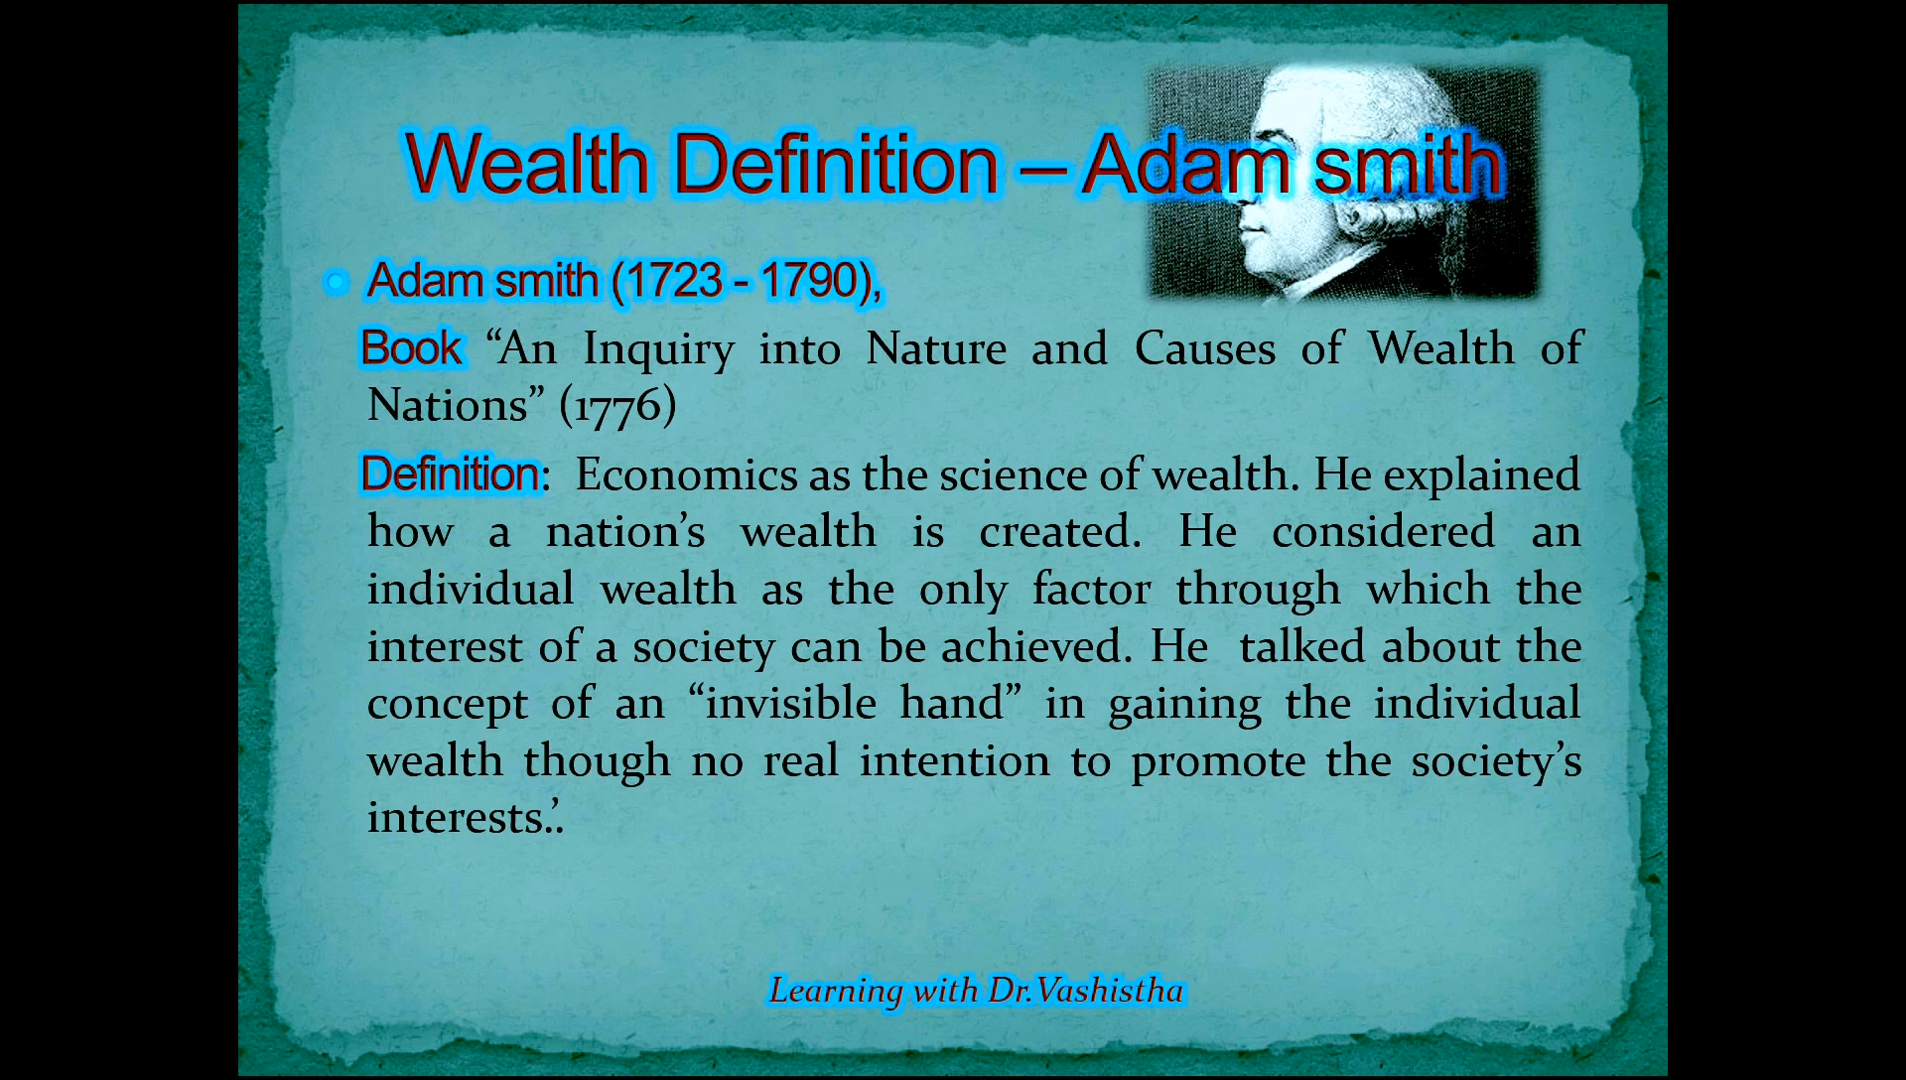 Wealth Definition – Adam smith
Adam smith (1723 - 1790),
Book “An Inquiry into Nature and Causes of Wealth of
Nations” (1776)
Definition: Economics as the science of wealth. He explained
how a nation’s wealth is created. He considered an
individual wealth as the only factor through which the
interest of a society can be achieved. He talked about the
concept of an “invisible hand” in gaining the individual
wealth though no real intention to promote the society’s
interests.’.
Learning with Dr.Vashistha